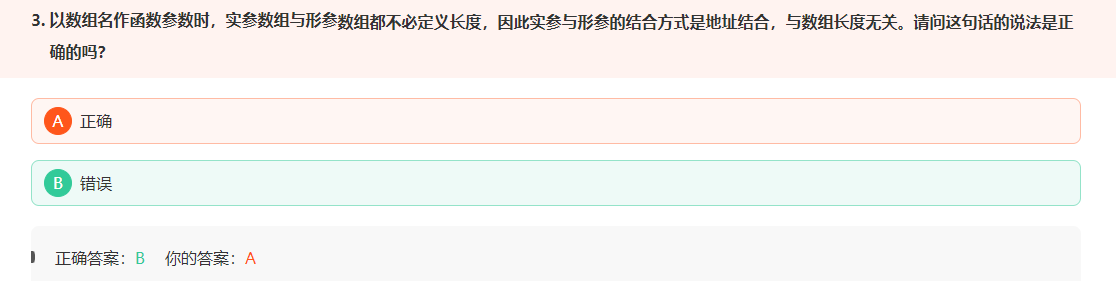 3. 以数组名作函数参数时，实参数组与形参数组都不必定义长度，因此实参与形参的结合方式是地址结合，与数组长度无关。请问这句话的说法是正
确的吗？
A 正确
B 错误
正确答案：B 你的答案：A